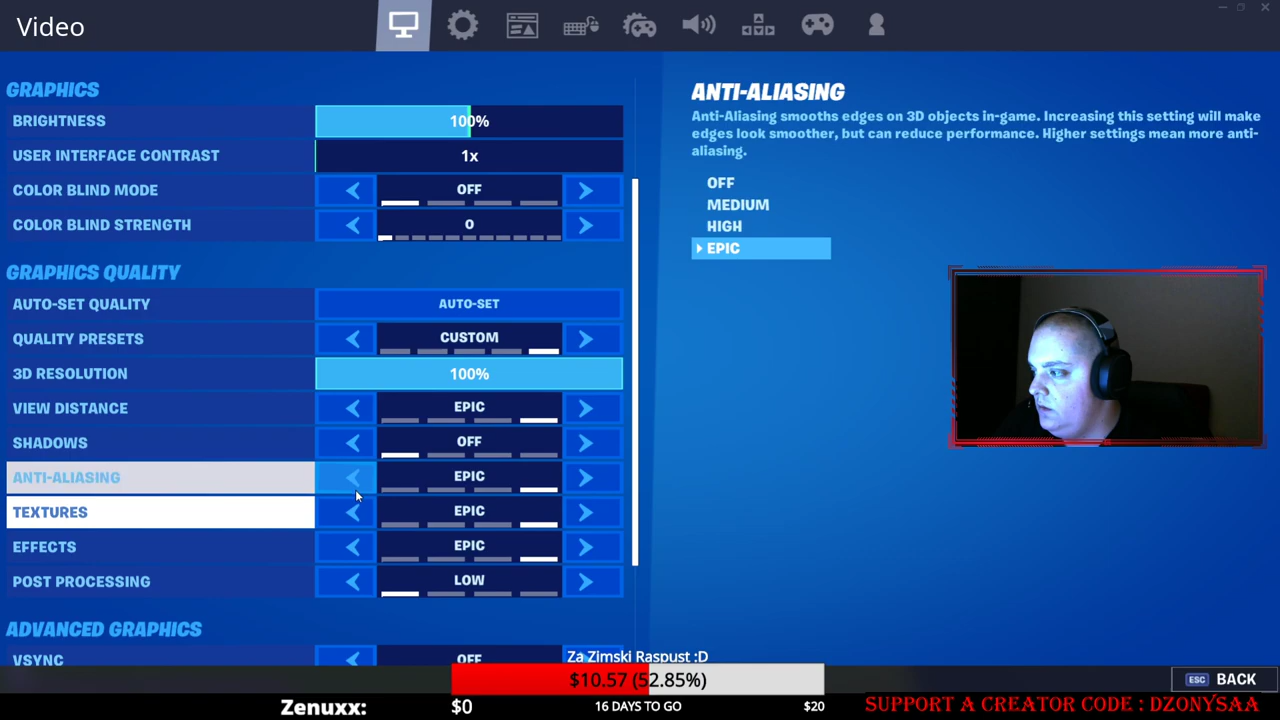 Video
GRAPHICS
BRIGHTNESS 100%
USER INTERFACE CONTRAST 1x
COLOR BLIND MODE OFF
COLOR BLIND STRENGTH 0
GRAPHICS QUALITY
AUTO-SET QUALITY AUTO-SET
QUALITY PRESETS CUSTOM
3D RESOLUTION 100%
VIEW DISTANCE EPIC
SHADOWS OFF
ANTI-ALIASING EPIC
TEXTURES EPIC
EFFECTS EPIC
POST PROCESSING LOW
ADVANCED GRAPHICS
VSYNC OFF
ANTI-ALIASING
Anti-Aliasing smooths edges on 3D objects in-game. Increasing this setting will make
edges look smoother, but can reduce performance. Higher settings mean more anti-
aliasing.
OFF
MEDIUM
HIGH
EPIC
Za Zimski Raspust :D
$10.57 (52.85%)
ESC BACK
Zenuxx: $0 16 DAYS TO GO $20
SUPPORT A CREATOR CODE : DZONYSAA